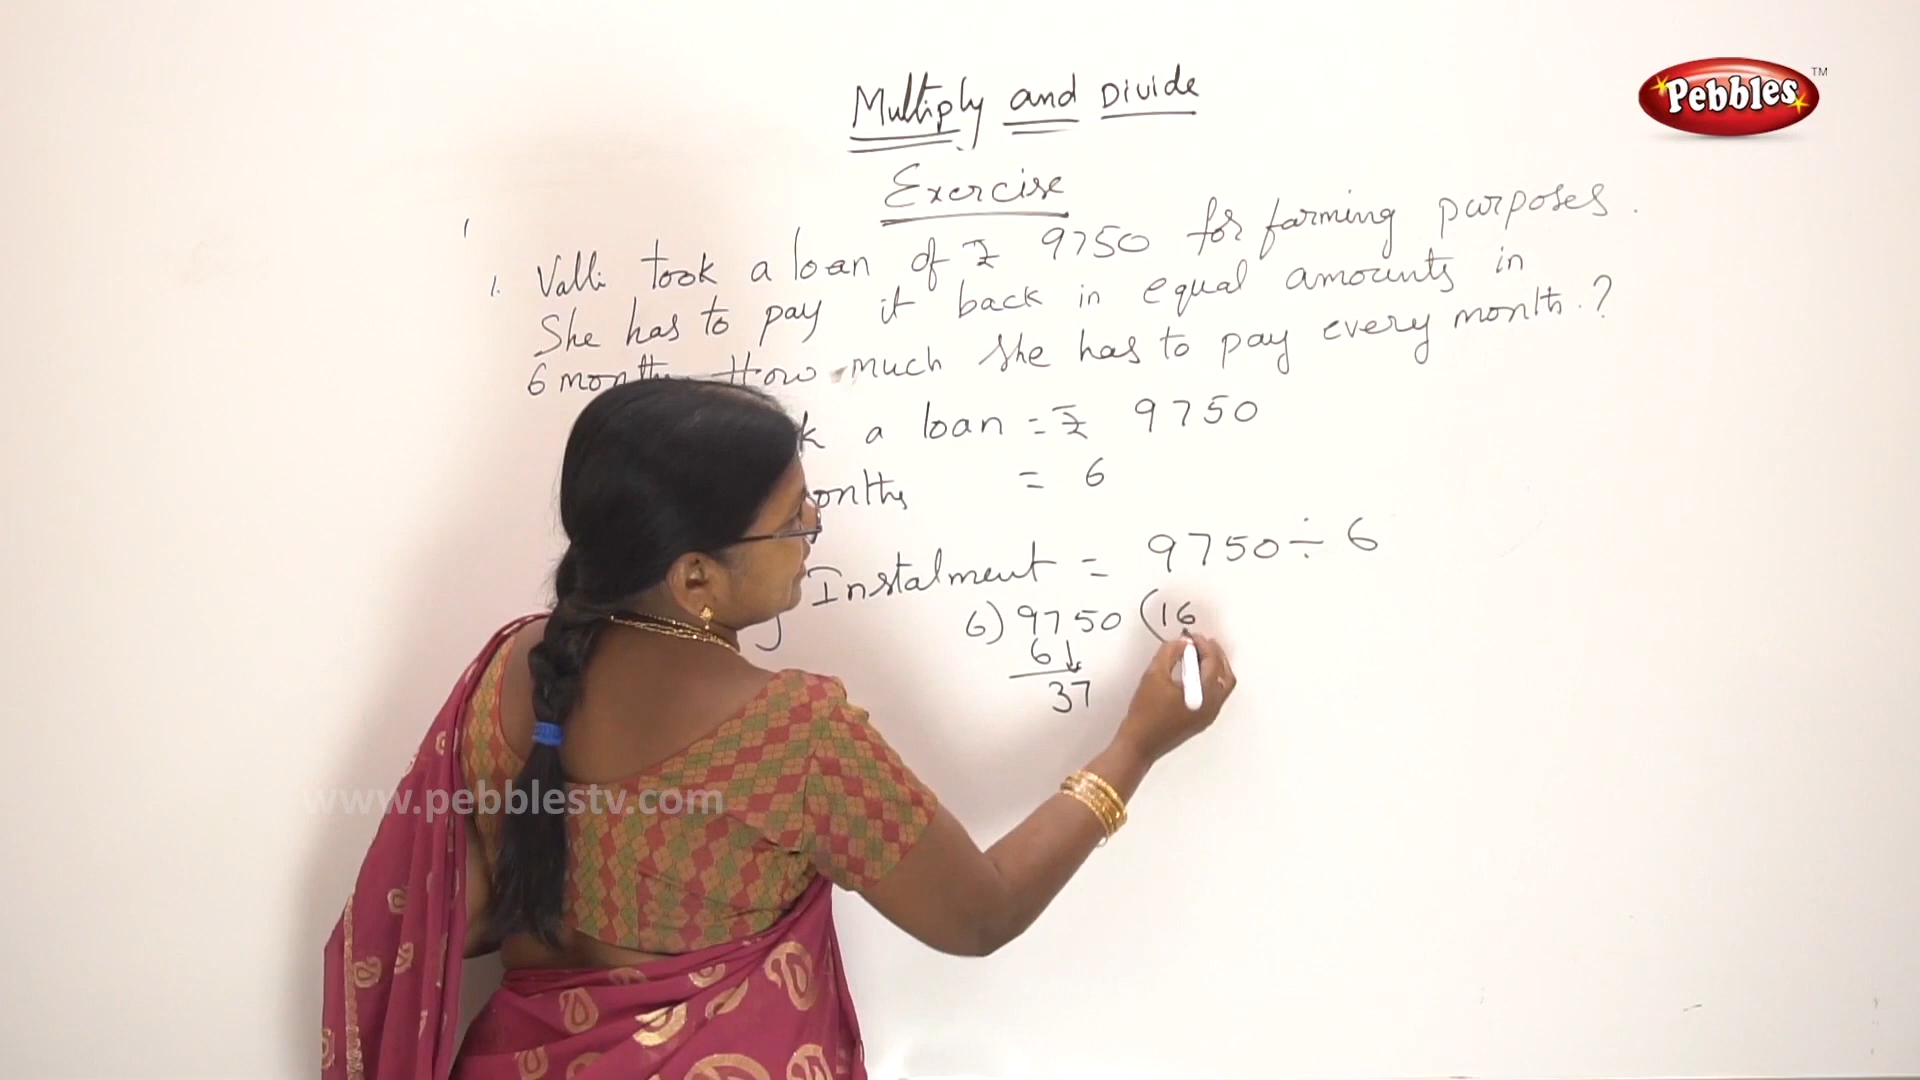 Multiply and Divide
Pebbles TM
Exercise
1
1. Valli took a loan of ₹ 9750 for farming purposes.
She has to pay it back in equal amounts in
6 months. How much she has to pay every month.?
k a loan = ₹ 9750
onths = 6
Instalment = 9750 ÷ 6
6) 9750 (16
6↓
37
www.pebblestv.com